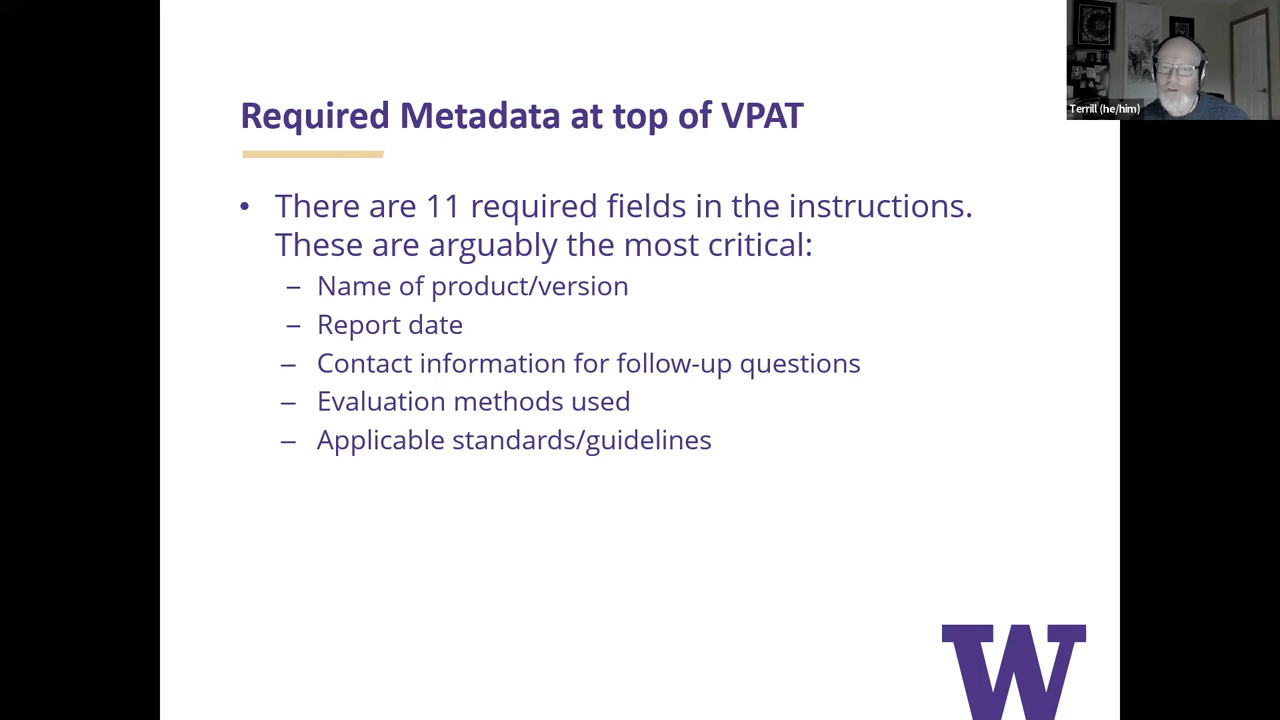 Terrill (he/him)
Required Metadata at top of VPAT
• There are 11 required fields in the instructions.
These are arguably the most critical:
– Name of product/version
– Report date
– Contact information for follow-up questions
– Evaluation methods used
– Applicable standards/guidelines
W